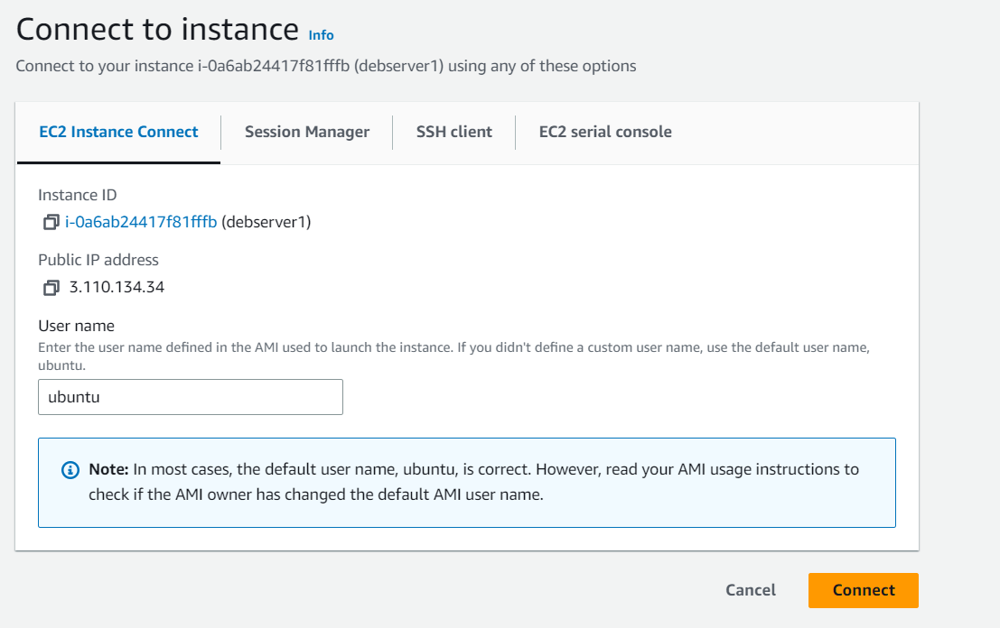 Connect to instance Info
Connect to your instance i-0a6ab24417f81fffb (debserver1) using any of these options
EC2 Instance Connect Session Manager SSH client EC2 serial console
Instance ID
i-0a6ab24417f81fffb (debserver1)
Public IP address
3.110.134.34
User name
Enter the user name defined in the AMI used to launch the instance. If you didn't define a custom user name, use the default user name,
ubuntu.
ubuntu
Note: In most cases, the default user name, ubuntu, is correct. However, read your AMI usage instructions to
check if the AMI owner has changed the default AMI user name.
Cancel Connect